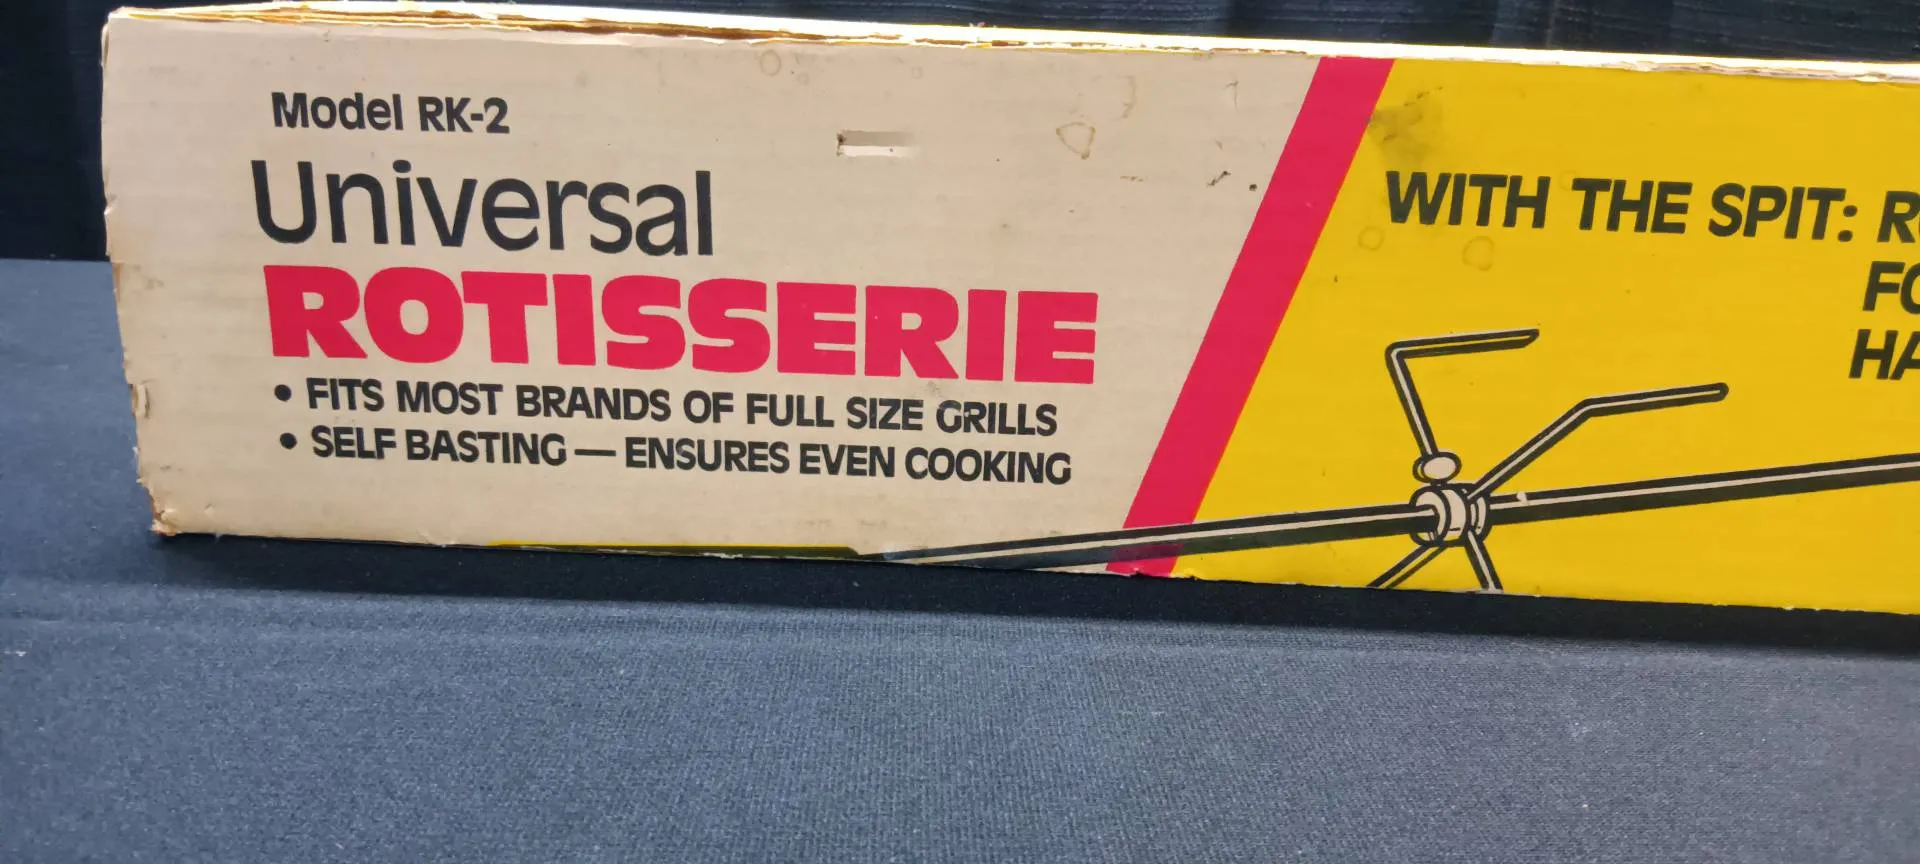 Model RK-2
Universal
ROTISSERIE
• FITS MOST BRANDS OF FULL SIZE GRILLS
• SELF BASTING — ENSURES EVEN COOKING
WITH THE SPIT: